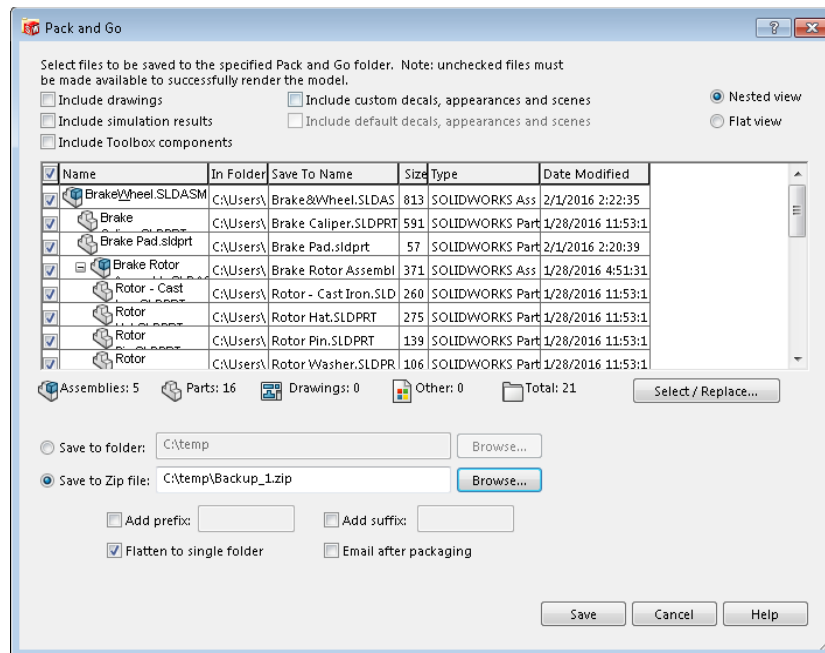 Pack and Go
Select files to be saved to the specified Pack and Go folder. Note: unchecked files must
be made available to successfully render the model.
Include drawings
Include custom decals, appearances and scenes
Nested view
Include simulation results
Include default decals, appearances and scenes
Flat view
Include Toolbox components
Name In Folder Save To Name Size Type Date Modified
BrakeWheel.SLDASM C:\Users\ Brake&Wheel.SLDAS 813 SOLIDWORKS Ass 2/1/2016 2:22:35
Brake C:\Users\ Brake Caliper.SLDPRT 591 SOLIDWORKS Part 1/28/2016 11:53:1
Brake Pad.sldprt C:\Users\ Brake Pad.sldprt 57 SOLIDWORKS Part 2/1/2016 2:20:39
Brake Rotor C:\Users\ Brake Rotor Assembl 371 SOLIDWORKS Ass 1/28/2016 4:51:31
Rotor - Cast C:\Users\ Rotor - Cast Iron.SLD 260 SOLIDWORKS Part 1/28/2016 11:53:1
Rotor C:\Users\ Rotor Hat.SLDPRT 275 SOLIDWORKS Part 1/28/2016 11:53:1
Rotor C:\Users\ Rotor Pin.SLDPRT 139 SOLIDWORKS Part 1/28/2016 11:53:1
Rotor C:\Users\ Rotor Washer.SLDPR 106 SOLIDWORKS Part 1/28/2016 11:53:1
Assemblies: 5 Parts: 16 Drawings: 0 Other: 0 Total: 21 Select / Replace...
Save to folder: C:\temp Browse...
Save to Zip file: C:\temp\Backup_1.zip Browse...
Add prefix: Add suffix:
Flatten to single folder Email after packaging
Save Cancel Help